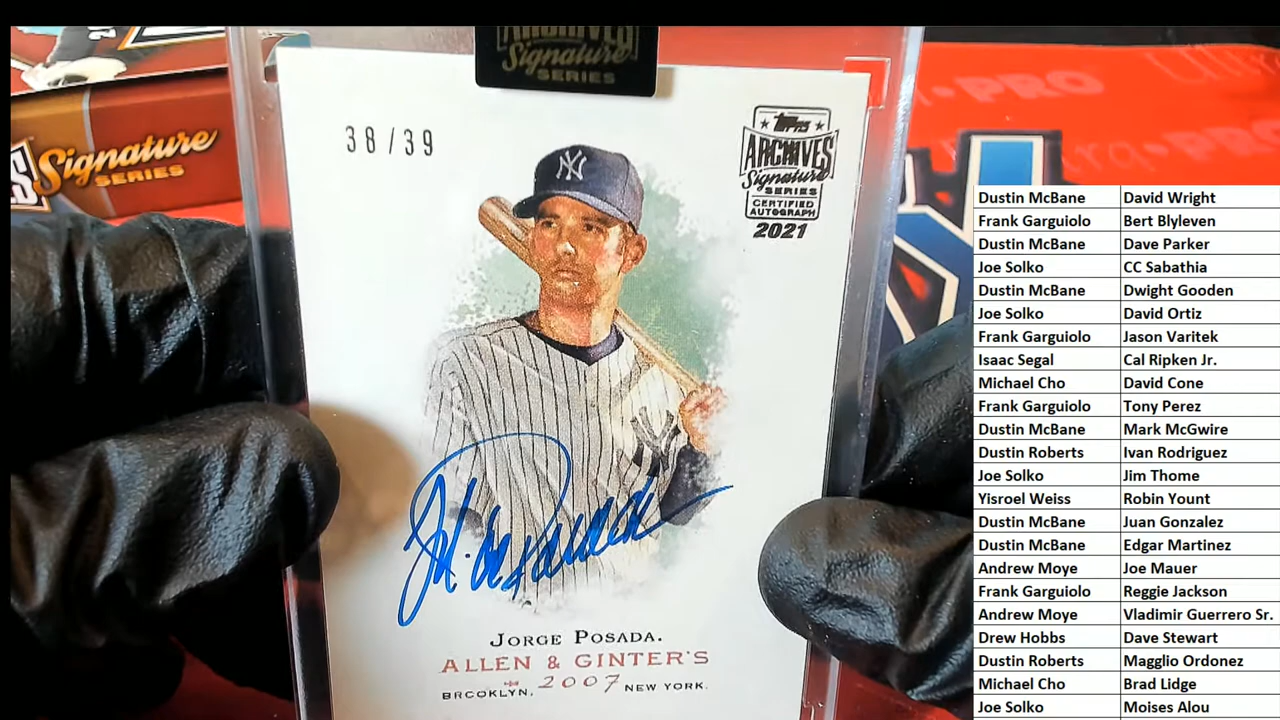 ARCHIVES
Signature
SERIES
38/39
TOPPS
ARCHIVES
Signature
SERIES
CERTIFIED
AUTOGRAPH
2021
NY
NY
JORGE POSADA.
ALLEN & GINTER'S
2007
BROOKLYN, NEW YORK.
Signature
SERIES
PRO
Dustin McBane David Wright
Frank Garguiolo Bert Blyleven
Dustin McBane Dave Parker
Joe Solko CC Sabathia
Dustin McBane Dwight Gooden
Joe Solko David Ortiz
Frank Garguiolo Jason Varitek
Isaac Segal Cal Ripken Jr.
Michael Cho David Cone
Frank Garguiolo Tony Perez
Dustin McBane Mark McGwire
Dustin Roberts Ivan Rodriguez
Joe Solko Jim Thome
Yisroel Weiss Robin Yount
Dustin McBane Juan Gonzalez
Dustin McBane Edgar Martinez
Andrew Moye Joe Mauer
Frank Garguiolo Reggie Jackson
Andrew Moye Vladimir Guerrero Sr.
Drew Hobbs Dave Stewart
Dustin Roberts Magglio Ordonez
Michael Cho Brad Lidge
Joe Solko Moises Alou